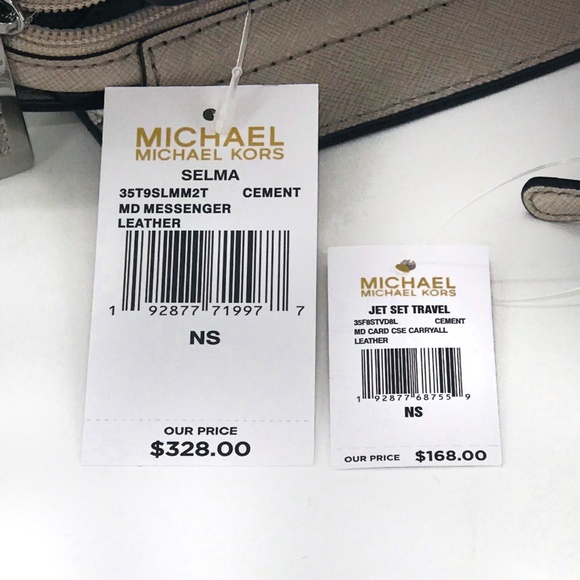 MICHAEL
MICHAEL KORS
SELMA
35T9SLMM2T CEMENT
MD MESSENGER
LEATHER
1 92877 71997 7
NS
OUR PRICE
$328.00
MICHAEL
MICHAEL KORS
JET SET TRAVEL
35F8STVD8L CEMENT
MD CARD CSE CARRYALL
LEATHER
1 92877 68755 9
NS
OUR PRICE $168.00